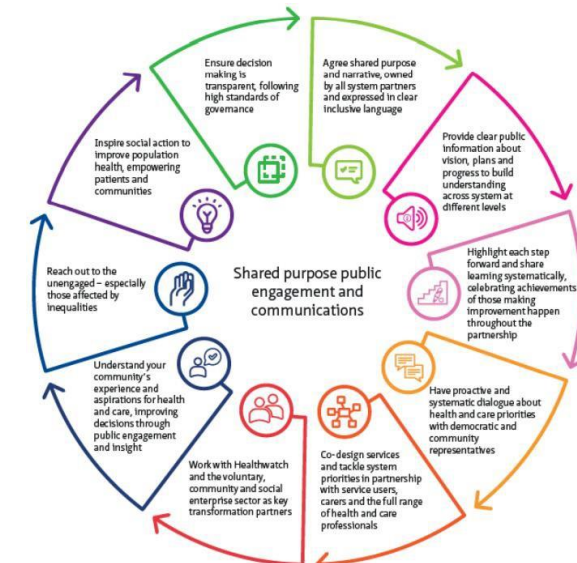 Ensure decision
making is
transparent, following
high standards of
governance
Agree shared purpose
and narrative, owned
by all system partners
and expressed in clear
inclusive language
Provide clear public
information about
vision, plans and
progress to build
understanding
across system at
different levels
Highlight each step
forward and share
learning systematically,
celebrating achievements
of those making
improvement happen
throughout the
partnership
Have proactive and
systematic dialogue about
health and care priorities
with democratic and
community
representatives
Co-design services
and tackle system
priorities in partnership
with service users,
carers and the full range
of health and care
professionals
Work with Healthwatch
and the voluntary,
community and social
enterprise sector as key
transformation partners
Understand your
community's
experience and
aspirations for health
and care, improving
decisions through
public engagement
and insight
Reach out to the
unengaged – especially
those affected by
inequalities
Inspire social action to
improve population
health, empowering
patients and
communities
Shared purpose public
engagement and
communications